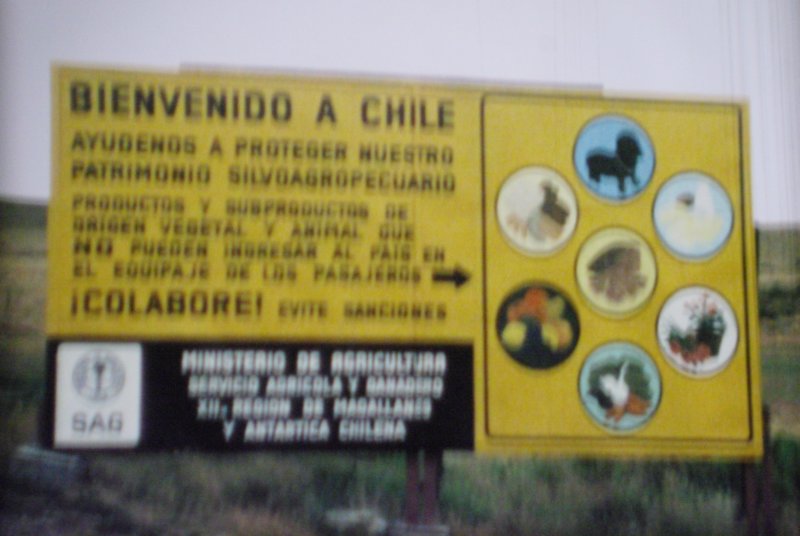 BIENVENIDO A CHILE
AYUDENOS A PROTEGER NUESTRO
PATRIMONIO SILVOAGROPECUARIO
PRODUCTOS Y SUBPRODUCTOS DE
ORIGEN VEGETAL Y ANIMAL QUE
NO PUEDEN INGRESAR AL PAIS EN
EL EQUIPAJE DE LOS PASAJEROS
¡COLABORE! EVITE SANCIONES
MINISTERIO DE AGRICULTURA
SERVICIO AGRICOLA Y GANADERO
XII. REGION DE MAGALLANES
Y ANTARTICA CHILENA
SAG